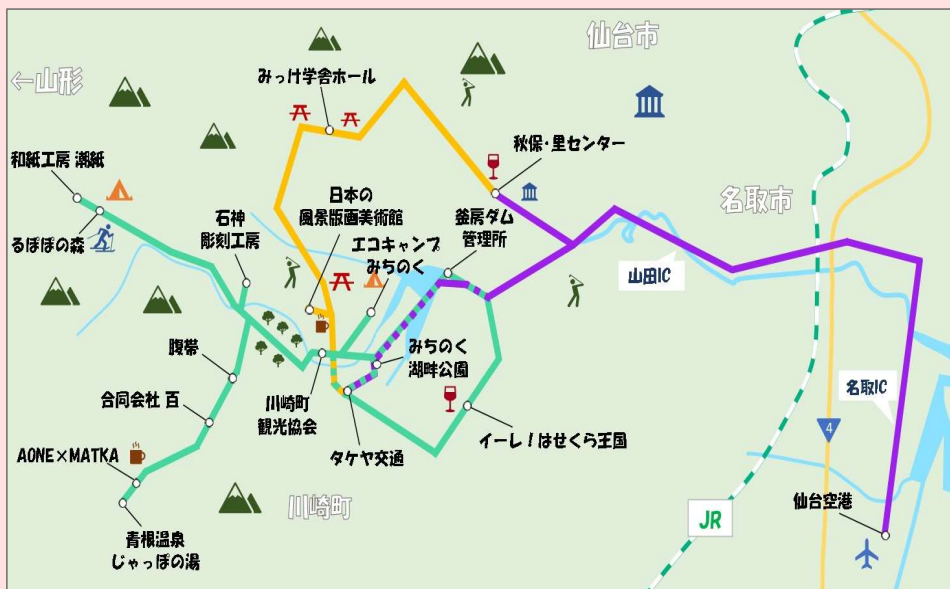 仙台市
←山形
みっけ学舎ホール
秋保・里センター
和紙工房 潮紙
るぽぽの森
石神
彫刻工房
日本の
風景版画美術館
エコキャンプ
みちのく
釜房ダム
管理所
名取市
山田IC
腹帯
合同会社 百
AONE×MATKA
青根温泉
じゃっぽの湯
川崎町
観光協会
みちのく
湖畔公園
タケヤ交通
イーレ!はせくら王国
川崎町
名取IC
4
仙台空港
JR